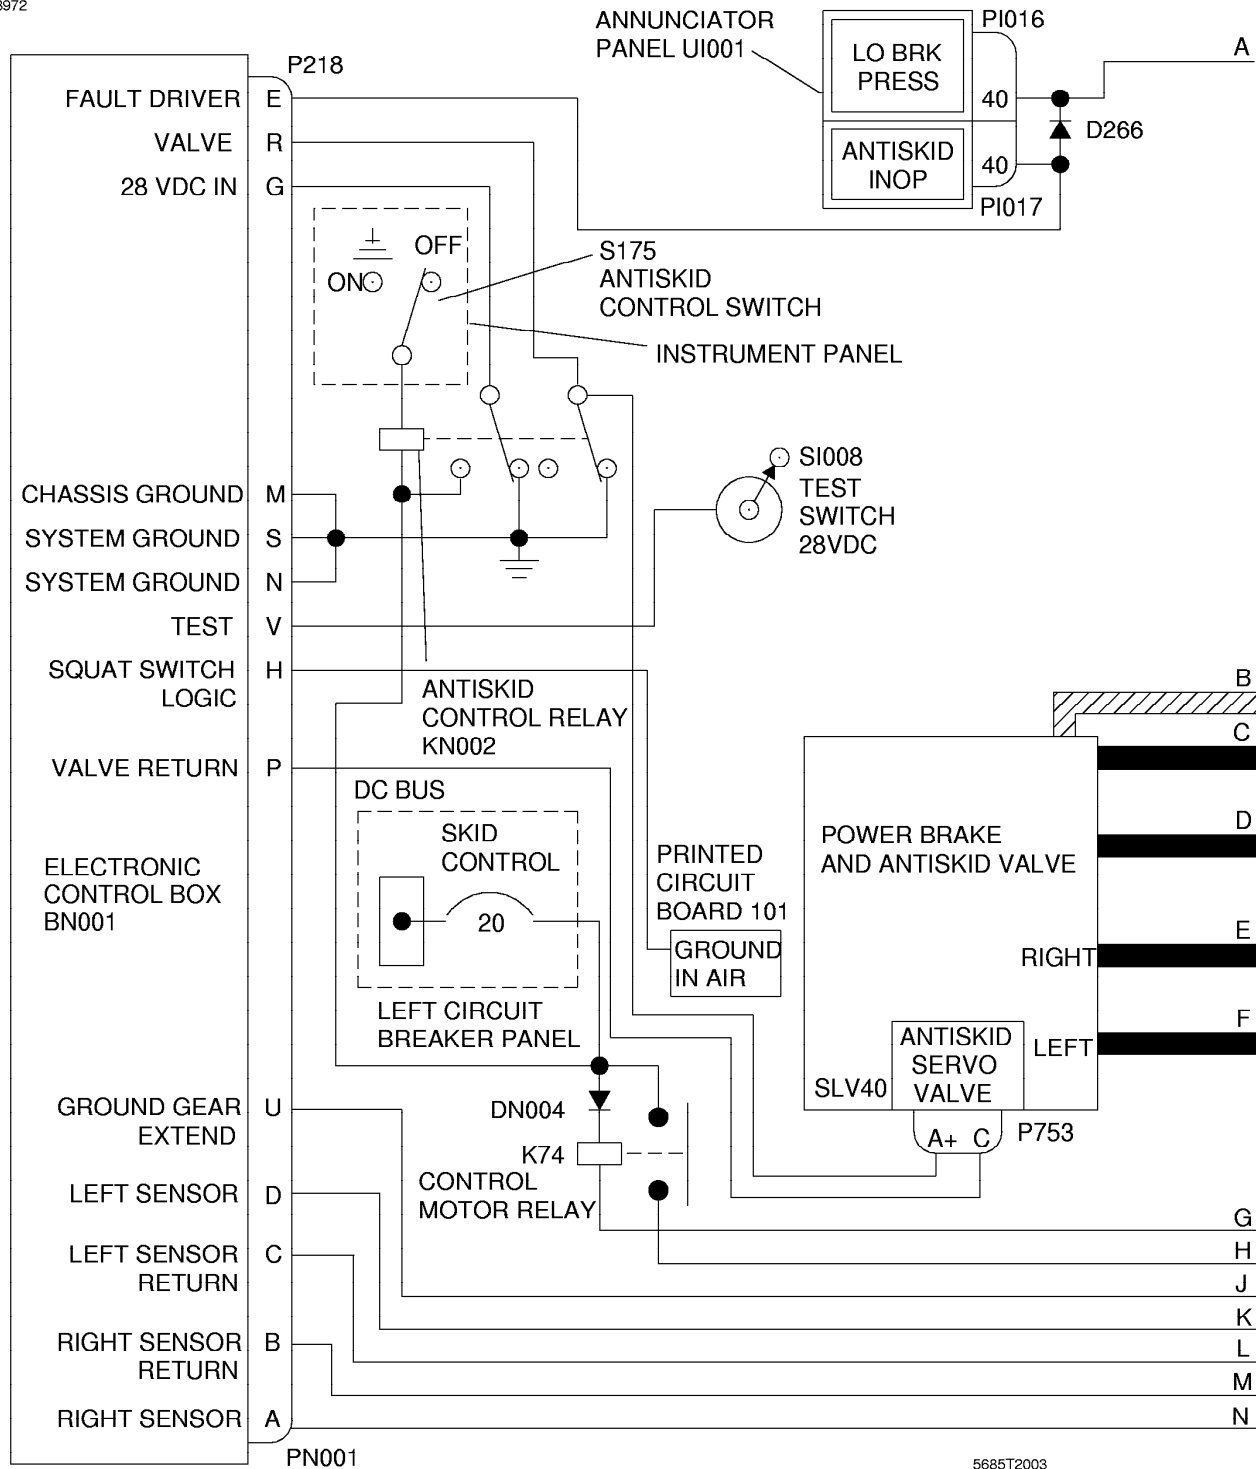 3972
ANNUNCIATOR
PANEL UI001
PI016
LO BRK
PRESS
40
A
D266
ANTISKID
INOP
40
PI017
P218
FAULT DRIVER E
VALVE R
28 VDC IN G
OFF
ON
S175
ANTISKID
CONTROL SWITCH
INSTRUMENT PANEL
SI008
TEST
SWITCH
28VDC
CHASSIS GROUND M
SYSTEM GROUND S
SYSTEM GROUND N
TEST V
SQUAT SWITCH H
LOGIC
ANTISKID
CONTROL RELAY
KN002
VALVE RETURN P
DC BUS
SKID
CONTROL
20
LEFT CIRCUIT
BREAKER PANEL
ELECTRONIC
CONTROL BOX
BN001
PRINTED
CIRCUIT
BOARD 101
GROUND
IN AIR
B
C
D
E
F
POWER BRAKE
AND ANTISKID VALVE
RIGHT
LEFT
ANTISKID
SERVO
VALVE
SLV40
A+ C
P753
DN004
K74
CONTROL
MOTOR RELAY
GROUND GEAR U
EXTEND
LEFT SENSOR D
LEFT SENSOR C
RETURN
RIGHT SENSOR B
RETURN
RIGHT SENSOR A
PN001
G
H
J
K
L
M
N
5685T2003